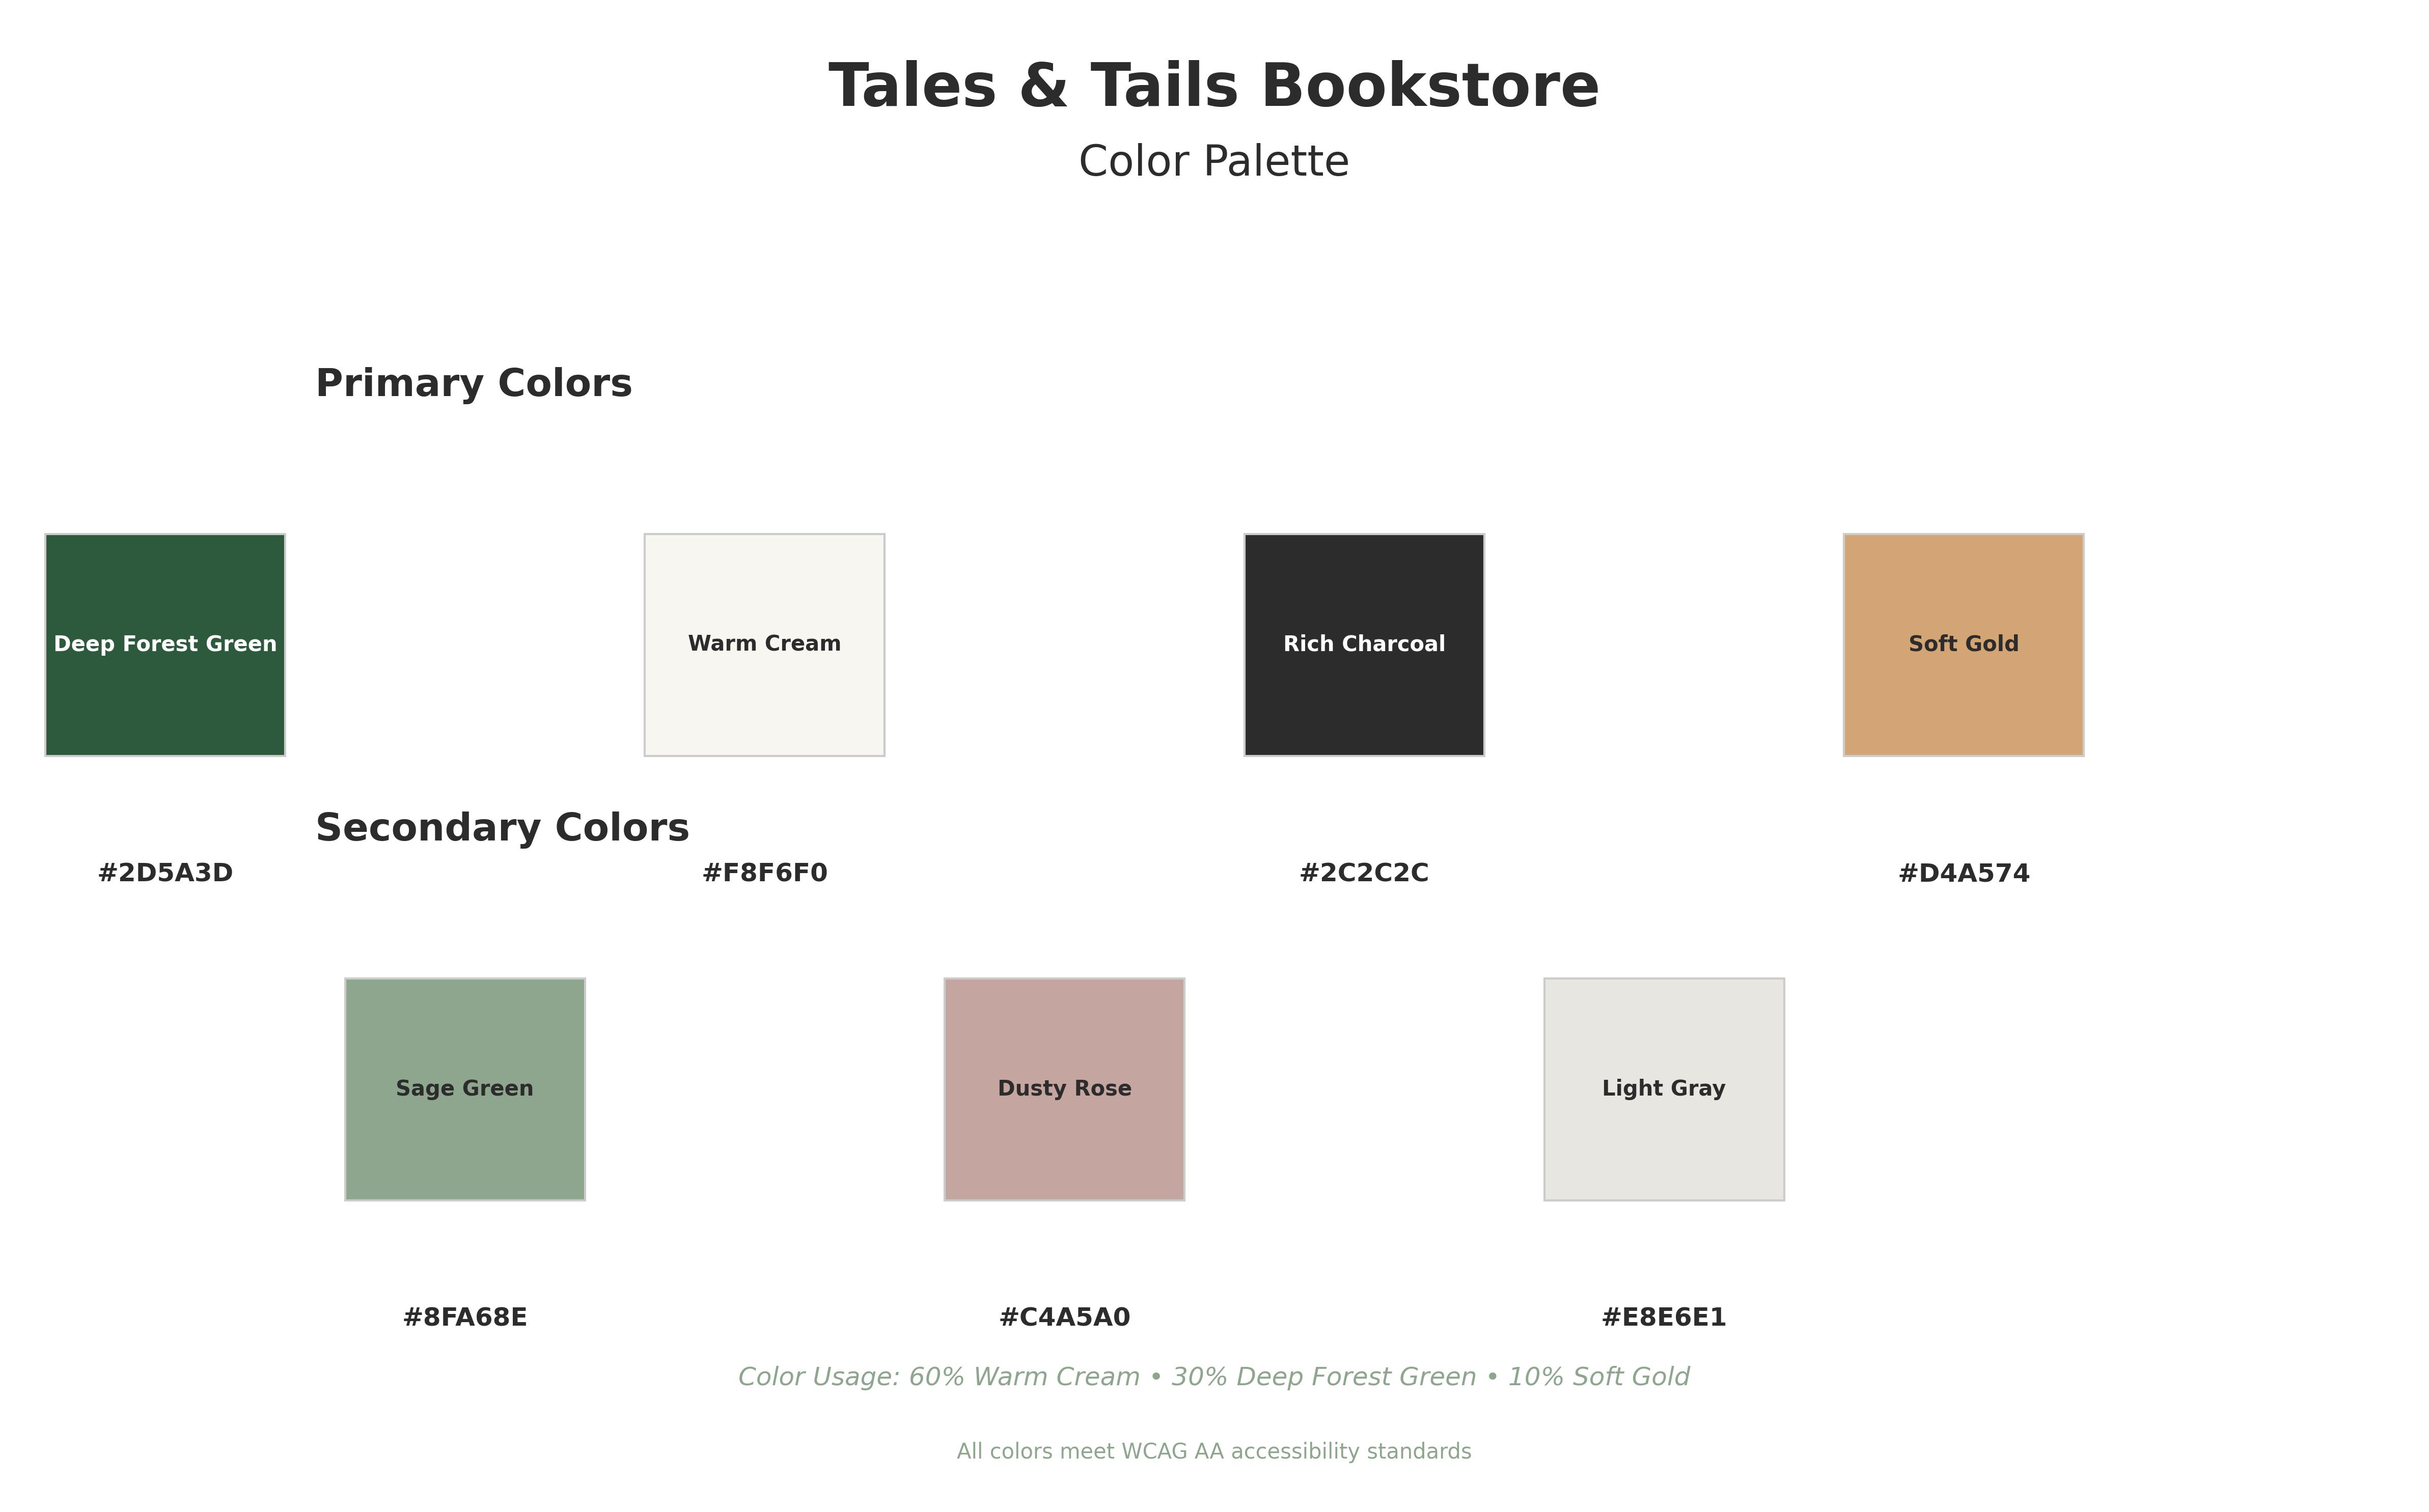 Tales & Tails Bookstore
Color Palette
Primary Colors
Deep Forest Green
Warm Cream
Rich Charcoal
Soft Gold
Secondary Colors
#2D5A3D
#F8F6F0
#2C2C2C
#D4A574
Sage Green
Dusty Rose
Light Gray
#8FA68E
#C4A5A0
#E8E6E1
Color Usage: 60% Warm Cream • 30% Deep Forest Green • 10% Soft Gold
All colors meet WCAG AA accessibility standards